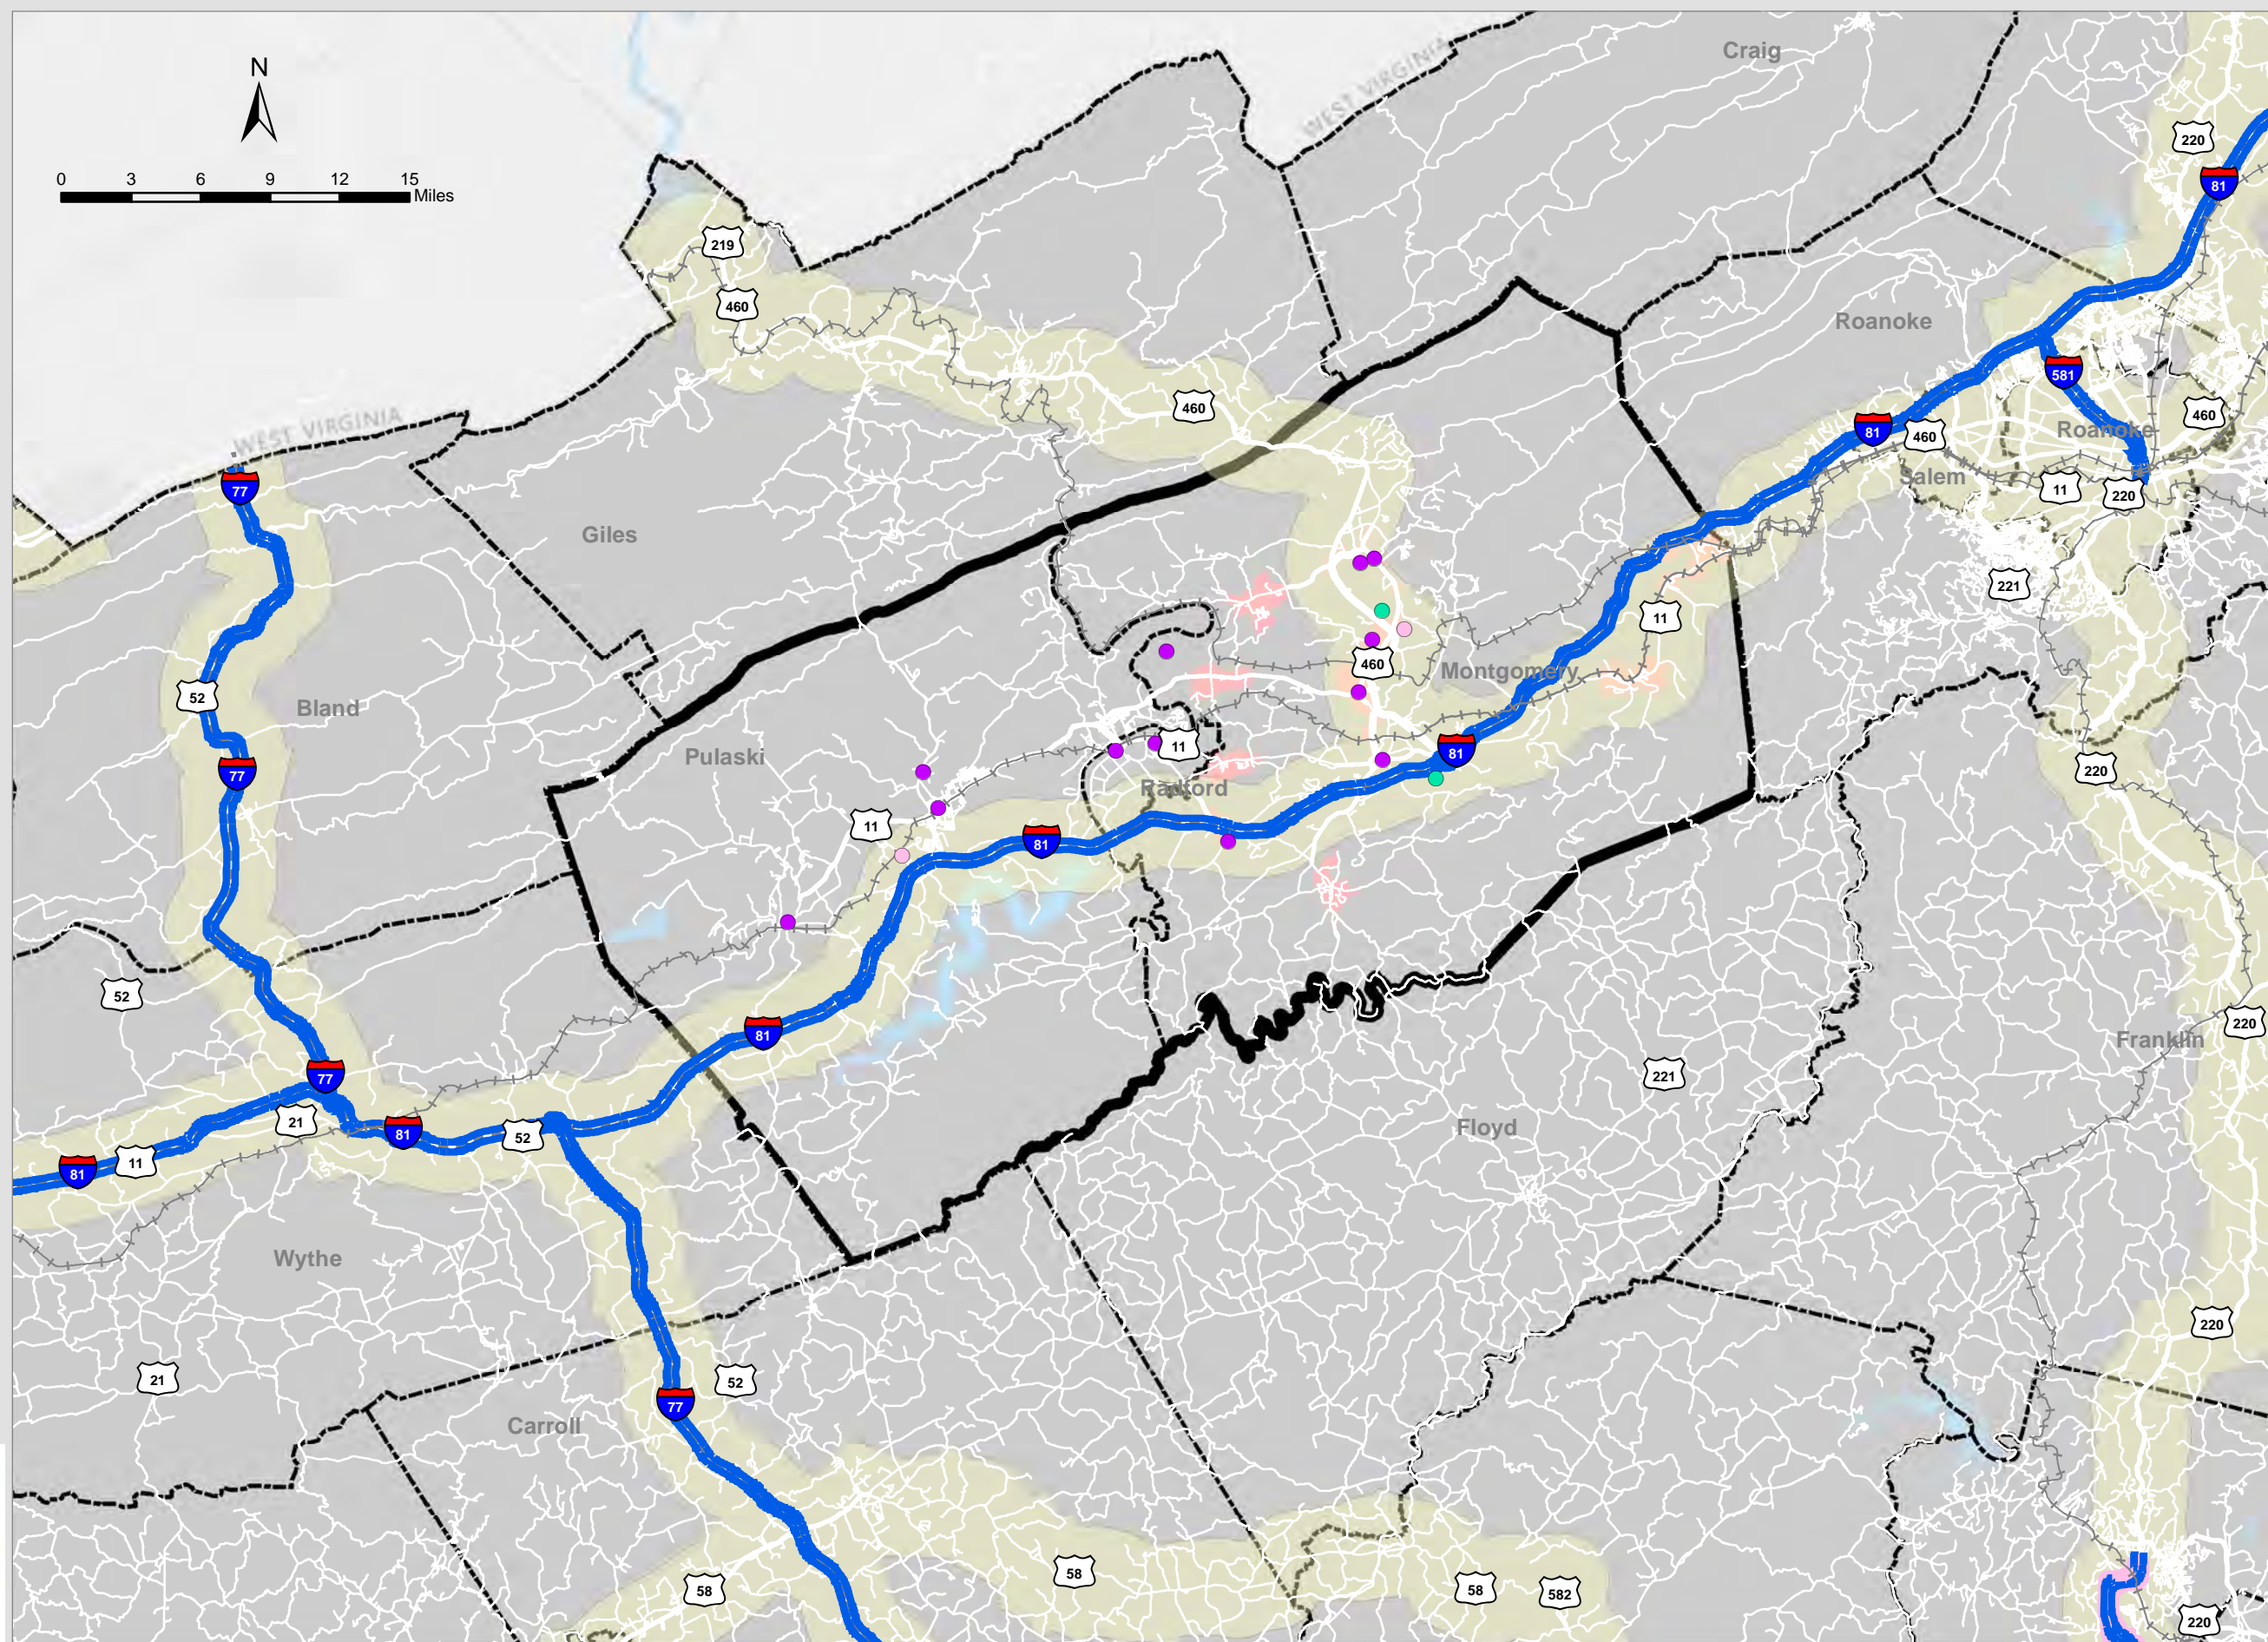 Craig
N
WEST VIRGINIA
220
0 3 6 9 12 15
Miles
81
219
460
Roanoke
581
460
460
WEST VIRGINIA
81
460
Roanoke
Salem
77
11
220
Giles
221
11
460
Montgomery
52
Bland
11
81
Pulaski
77
220
Radford
11
81
52
220
81
Franklin
77
221
21
52
81
Floyd
11
81
Wythe
220
21
52
77
Carroll
58
58
58
582
220